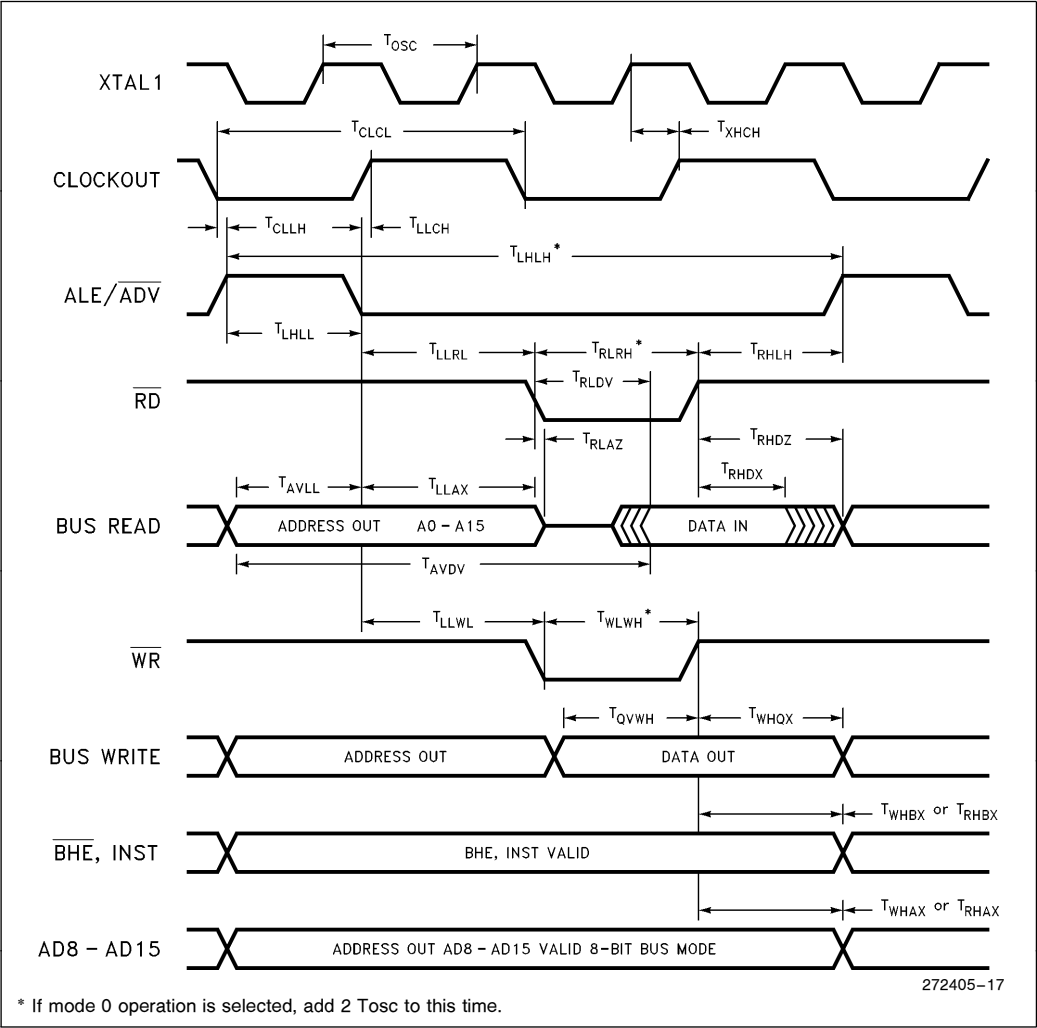 TOSC
XTAL1
TCLCL
TXHCH
CLOCKOUT
TCLLH
TLLCH
TLHLH*
ALE/ADV
TLHLL
TLLRL
TRLRH*
TRHLH
TRLDV
RD
TRLAZ
TRHDZ
TRHDX
TAVLL
TLLAX
BUS READ
ADDRESS OUT A0-A15
DATA IN
TAVDV
TLLWL
TWLWH*
WR
TQVWH
TWHQX
BUS WRITE
ADDRESS OUT
DATA OUT
TWHBX or TRHBX
BHE, INST
BHE, INST VALID
TWHAX or TRHAX
AD8-AD15
ADDRESS OUT AD8-AD15 VALID 8-BIT BUS MODE
272405-17
* If mode 0 operation is selected, add 2 Tosc to this time.